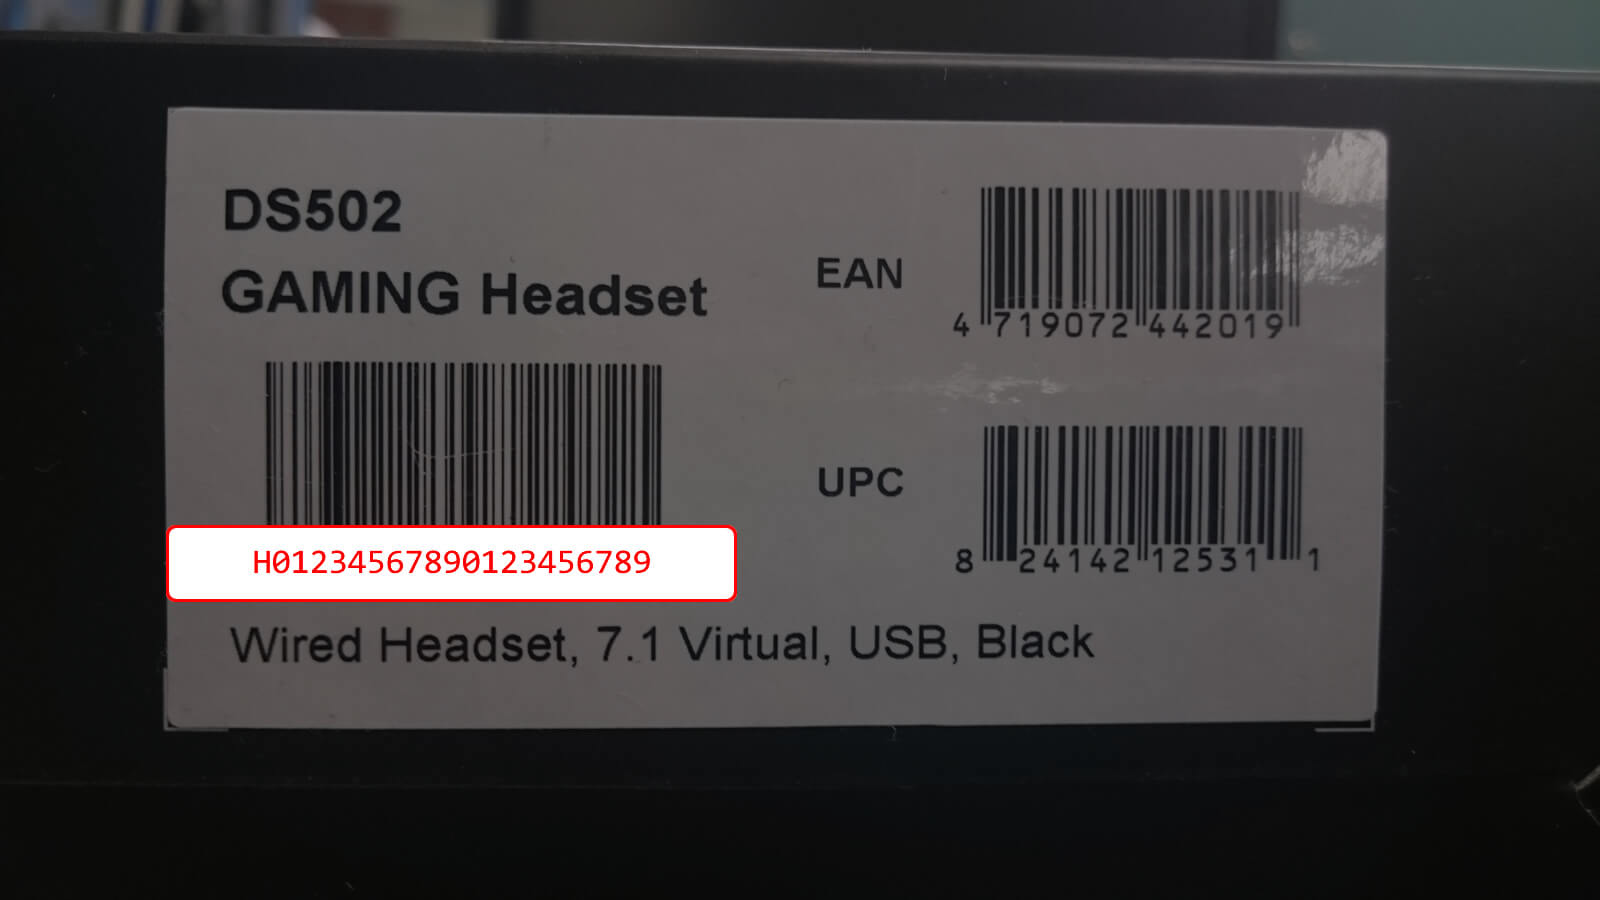 DS502
GAMING Headset
H01234567890123456789
EAN
4 719072 442019
UPC
8 24142 12531 1
Wired Headset, 7.1 Virtual, USB, Black